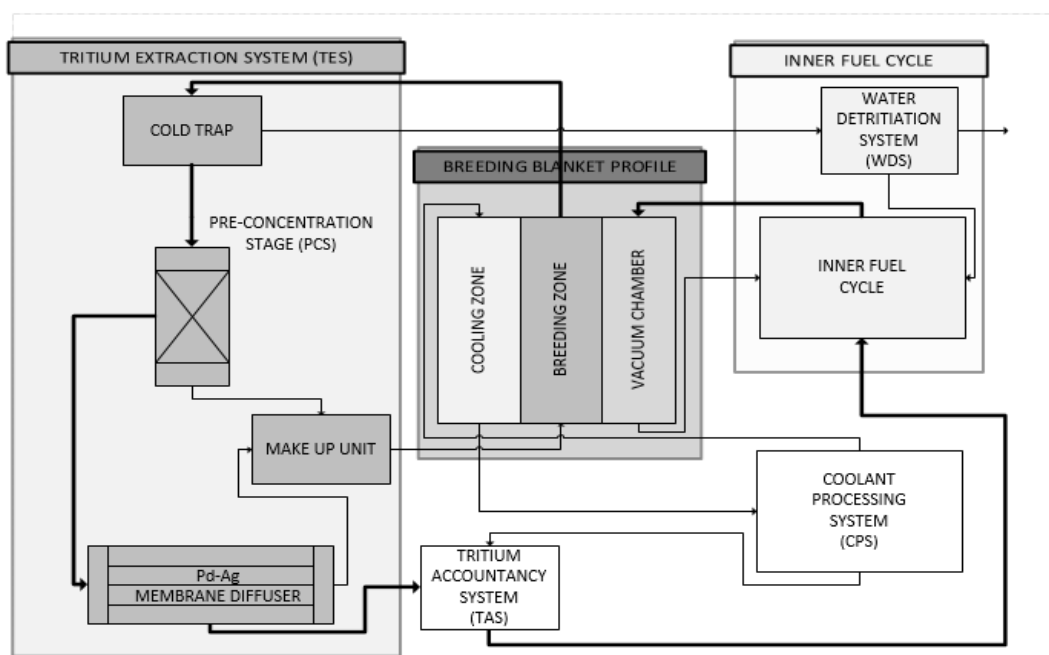 TRITIUM EXTRACTION SYSTEM (TES)
INNER FUEL CYCLE
COLD TRAP
WATER
DETRITIATION
SYSTEM
(WDS)
BREEDING BLANKET PROFILE
PRE-CONCENTRATION
STAGE (PCS)
COOLING ZONE
BREEDING ZONE
VACUUM CHAMBER
INNER FUEL
CYCLE
MAKE UP UNIT
COOLANT
PROCESSING
SYSTEM
(CPS)
Pd-Ag
MEMBRANE DIFFUSER
TRITIUM
ACCOUNTANCY
SYSTEM
(TAS)